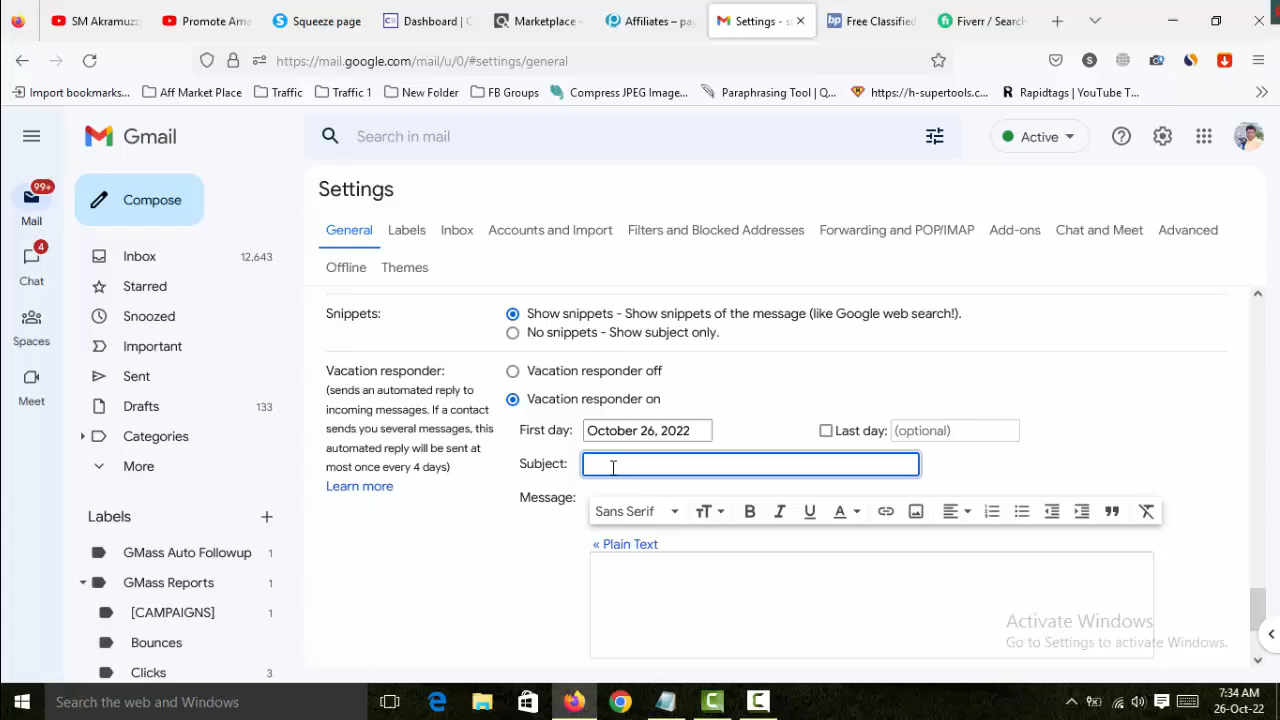 SM Akramuzz
Promote Ama
Squeeze page
Dashboard | C
Marketplace -
Affiliates – pay
Settings - s
Free Classified
Fiverr / Search
https://mail.google.com/mail/u/0/#settings/general
Import bookmarks...
Aff Market Place
Traffic
Traffic 1
New Folder
FB Groups
Compress JPEG Image...
Paraphrasing Tool | Q...
https://h-supertools.c...
Rapidtags | YouTube T...
Gmail
Search in mail
Active
99+
Mail
4
Chat
Spaces
Meet
Compose
Inbox 12,643
Starred
Snoozed
Important
Sent
Drafts 133
Categories
More
Labels
GMass Auto Followup 1
GMass Reports 1
[CAMPAIGNS] 1
Bounces
Clicks 3
Settings
General Labels Inbox Accounts and Import Filters and Blocked Addresses Forwarding and POP/IMAP Add-ons Chat and Meet Advanced
Offline Themes
Snippets:
Show snippets - Show snippets of the message (like Google web search!).
No snippets - Show subject only.
Vacation responder:
(sends an automated reply to
incoming messages. If a contact
sends you several messages, this
automated reply will be sent at
most once every 4 days)
Learn more
Vacation responder off
Vacation responder on
First day: October 26, 2022 Last day: (optional)
Subject:
Message:
Sans Serif
« Plain Text
Activate Windows
Go to Settings to activate Windows.
Search the web and Windows
7:34 AM
26-Oct-22